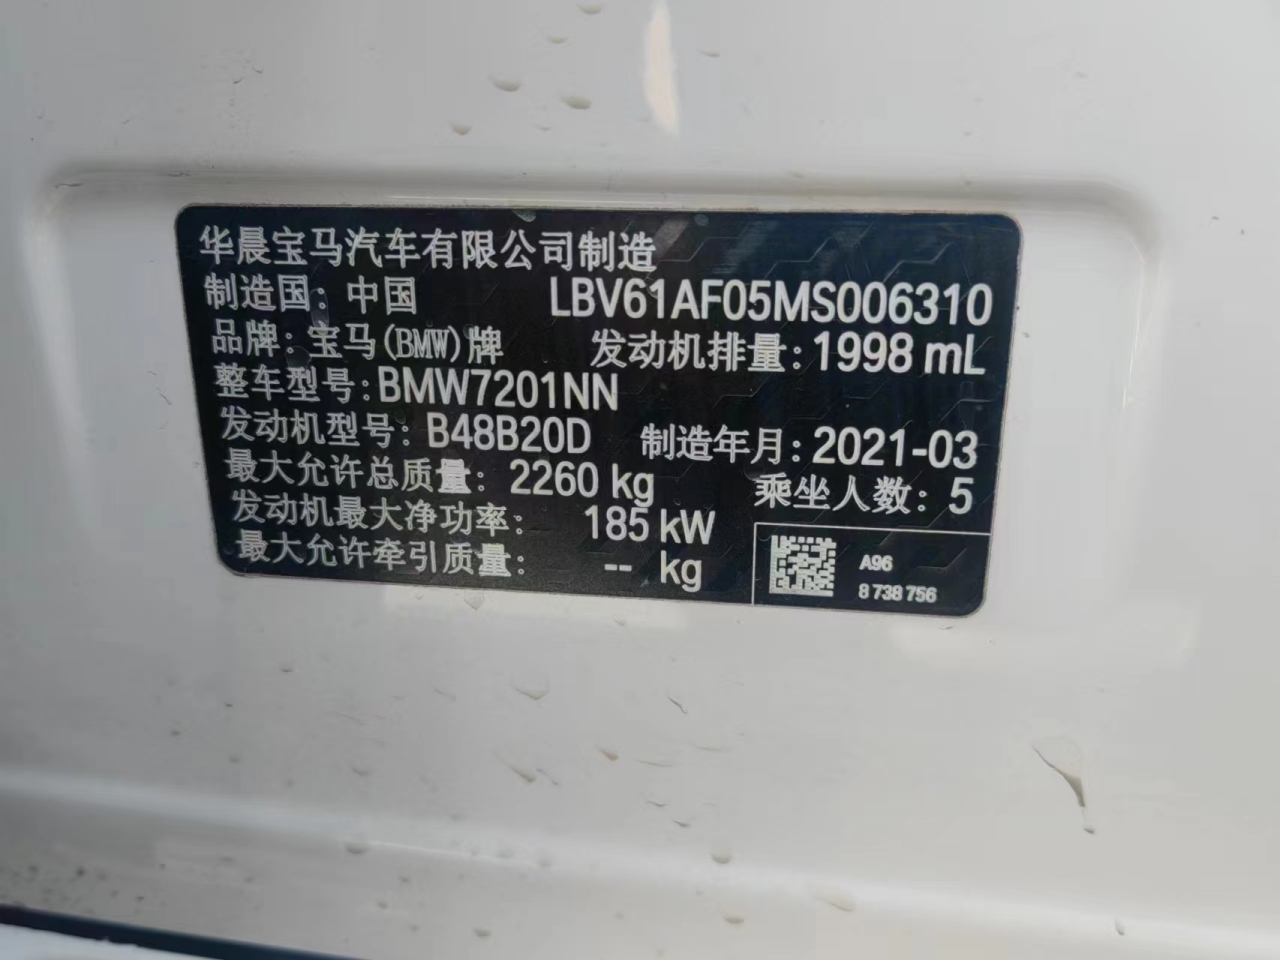 华晨宝马汽车有限公司制造
制造国: 中国 LBV61AF05MS006310
品牌: 宝马(BMW)牌 发动机排量: 1998 mL
整车型号: BMW7201NN
发动机型号: B48B20D 制造年月: 2021-03
最大允许总质量: 2260 kg 乘坐人数: 5
发动机最大净功率: 185 kW
最大允许牵引质量: -- kg
A96
8 738 756